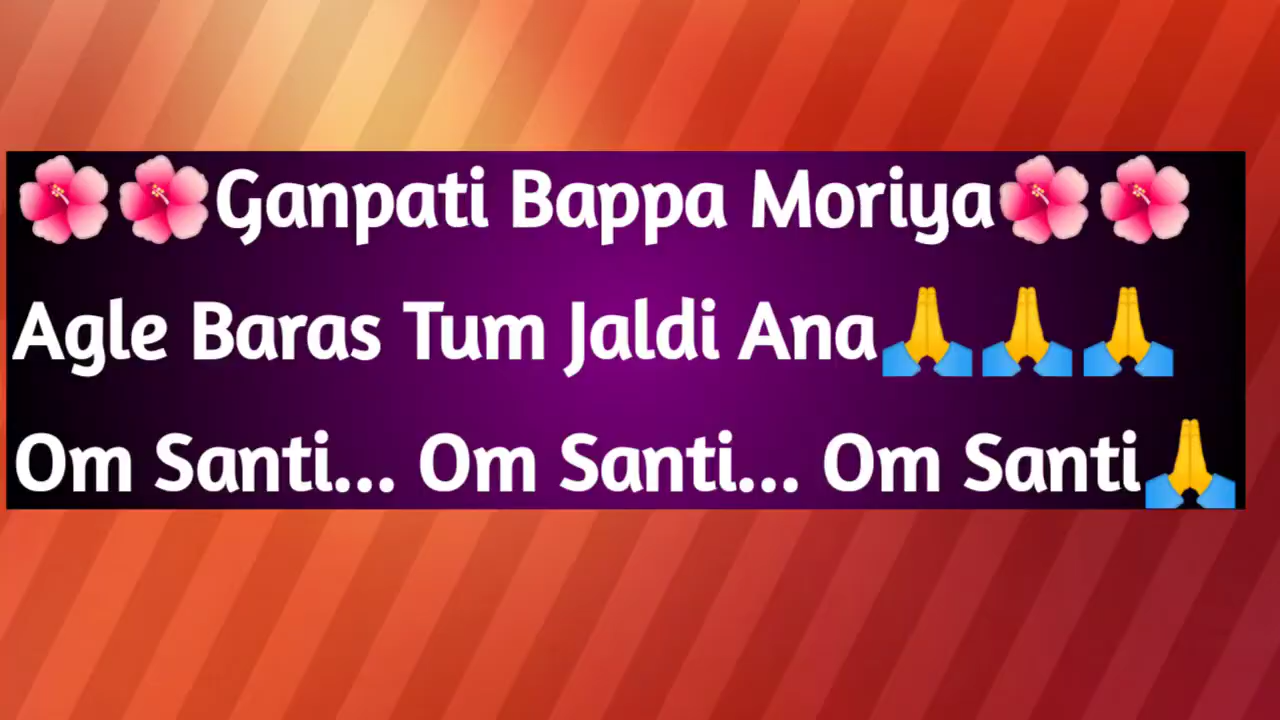 🌺🌺Ganpati Bappa Moriya🌺🌺
Agle Baras Tum Jaldi Ana🙏🙏🙏
Om Santi... Om Santi... Om Santi🙏